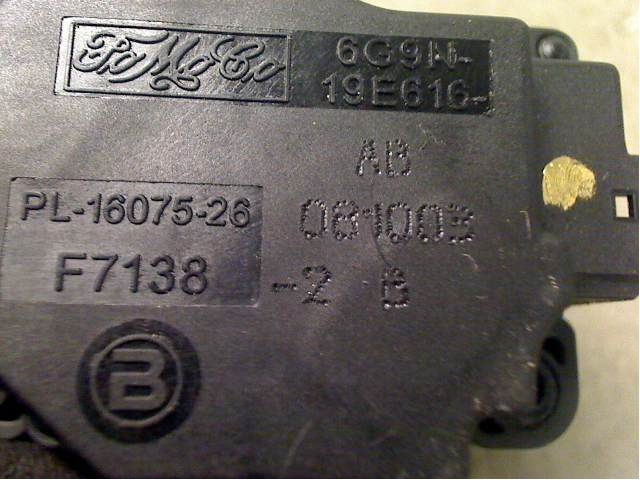 FoMoCo
6G9N-
19E616-
AB
PL-16075-26
081003
F7138
-2 B
B